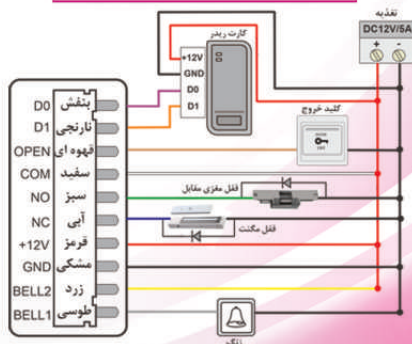 تغذیه
DC12V/5A
+ -
کارت ریدر
+12V
GND
D0
D1
کلید خروج
D0 بنفش
D1 نارنجی
OPEN قهوه ای
COM سفید
NO سبز
NC آبی
+12V قرمز
GND مشکی
BELL2 زرد
BELL1 طوسی
قفل مغزی مقابل
قفل مگنت
زنگ